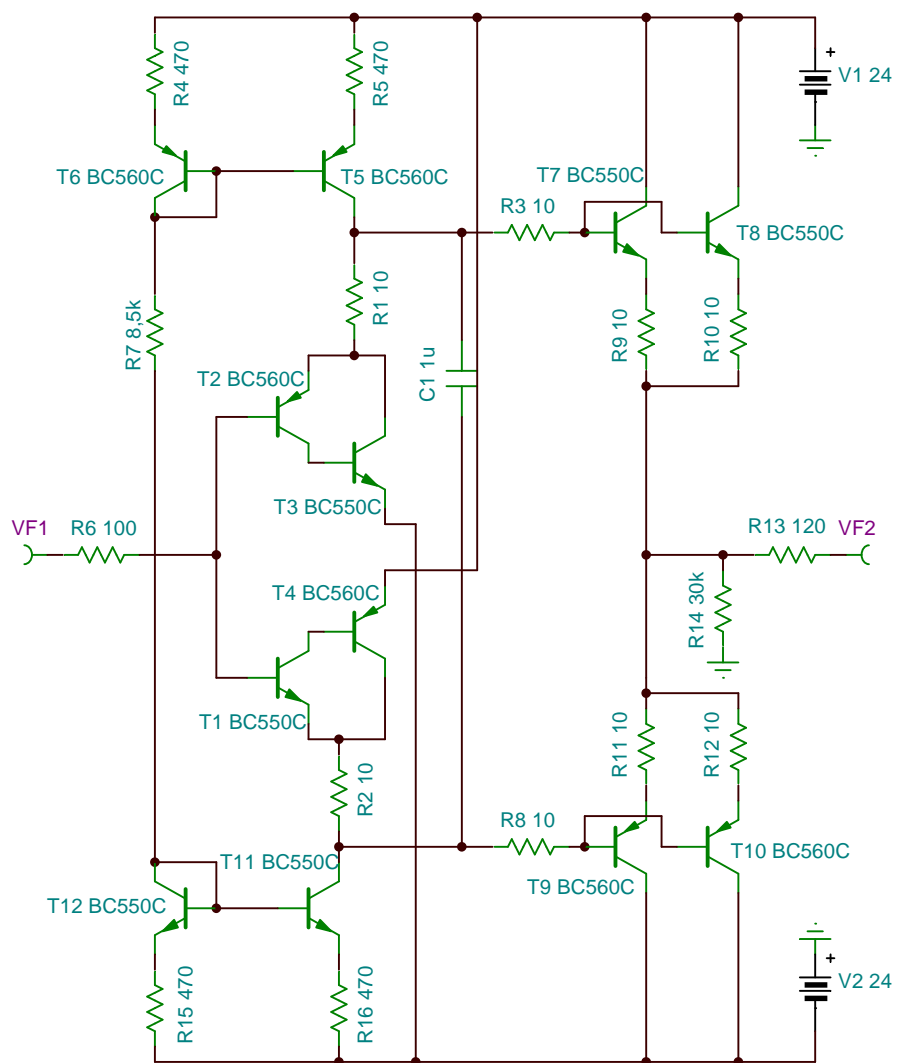 R4 470
R5 470
+
V1 24
T6 BC560C
T5 BC560C
T7 BC550C
R3 10
T8 BC550C
R1 10
R7 8,5k
R9 10
R10 10
T2 BC560C
C1 1u
T3 BC550C
VF1
R6 100
R13 120
VF2
T4 BC560C
R14 30k
T1 BC550C
R2 10
R11 10
R12 10
R8 10
T11 BC550C
T10 BC560C
T9 BC560C
T12 BC550C
+
V2 24
R15 470
R16 470